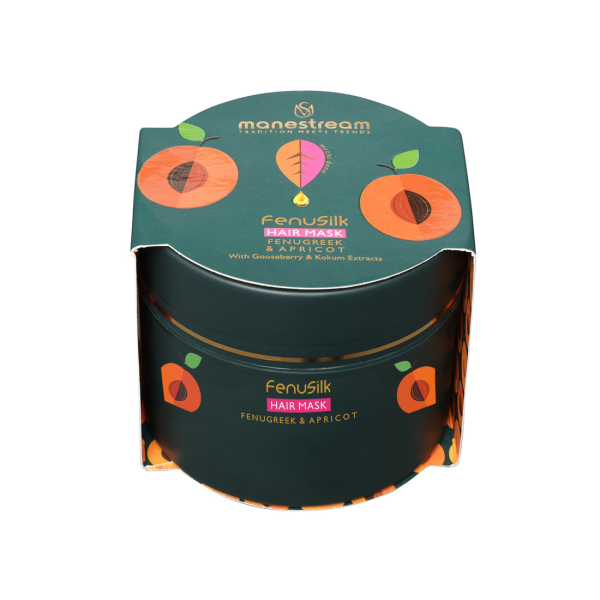 manestream
TRADITION MEETS TRENDS
FenuSilk
HAIR MASK
FENUGREEK
& APRICOT
With Gooseberry & Kokum Extracts
FenuSilk
HAIR MASK
FENUGREEK & APRICOT